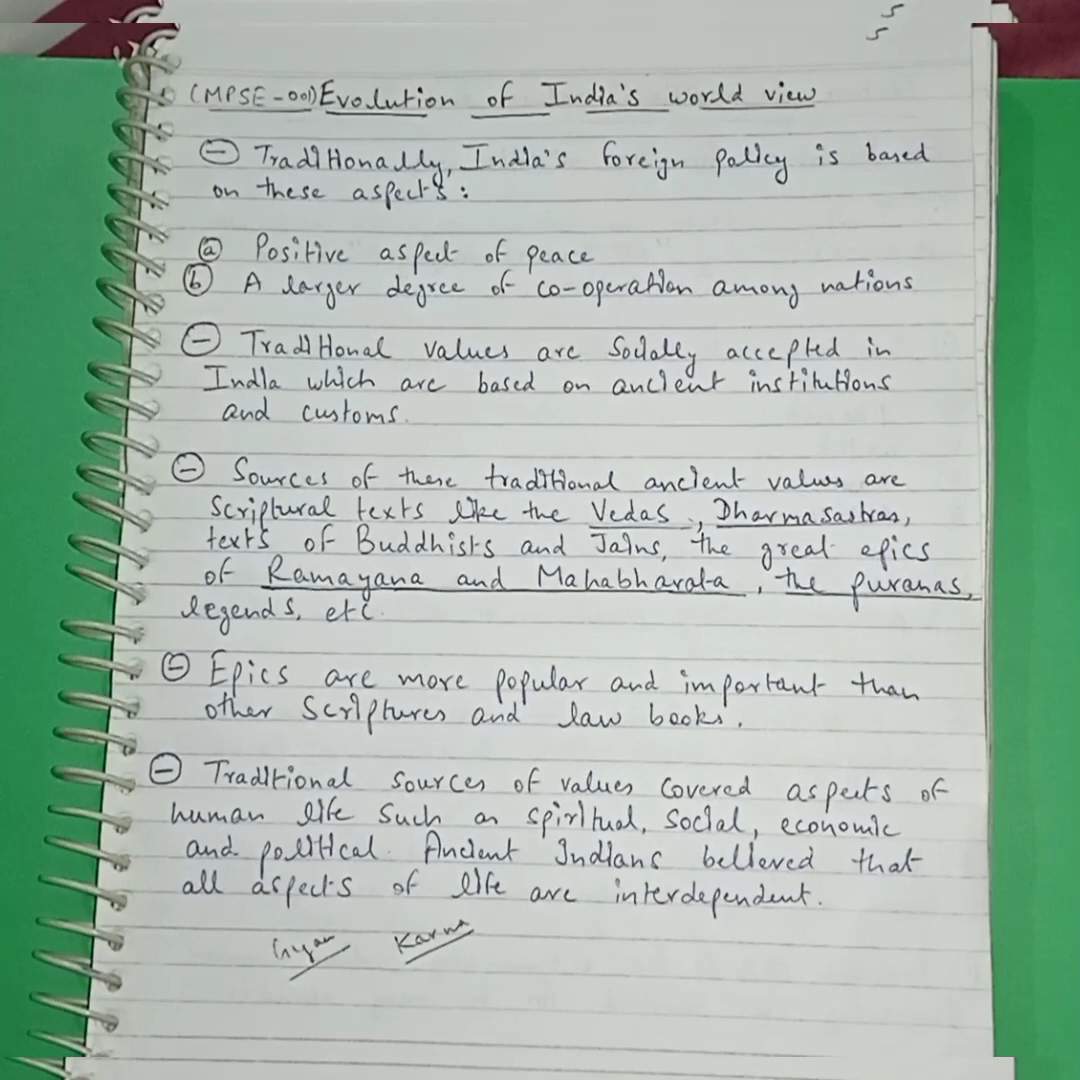 5
5
(MPSE-001) Evolution of India's world view
⊖ Traditionally, India's foreign policy is based
on these aspects:
ⓐ Positive aspect of peace
ⓑ A larger degree of co-operation among nations
⊖ Traditional values are socially accepted in
India which are based on ancient institutions
and customs.
⊖ Sources of these traditional ancient values are
scriptural texts like the Vedas, Dharmasastras,
texts of Buddhists and Jains, the great epics
of Ramayana and Mahabharata, the puranas,
legends, etc.
⊖ Epics are more popular and important than
other scriptures and law books.
⊖ Traditional sources of values covered aspects of
human life such as spiritual, social, economic
and political. Ancient Indians believed that
all aspects of life are interdependent.
Gyan Karma